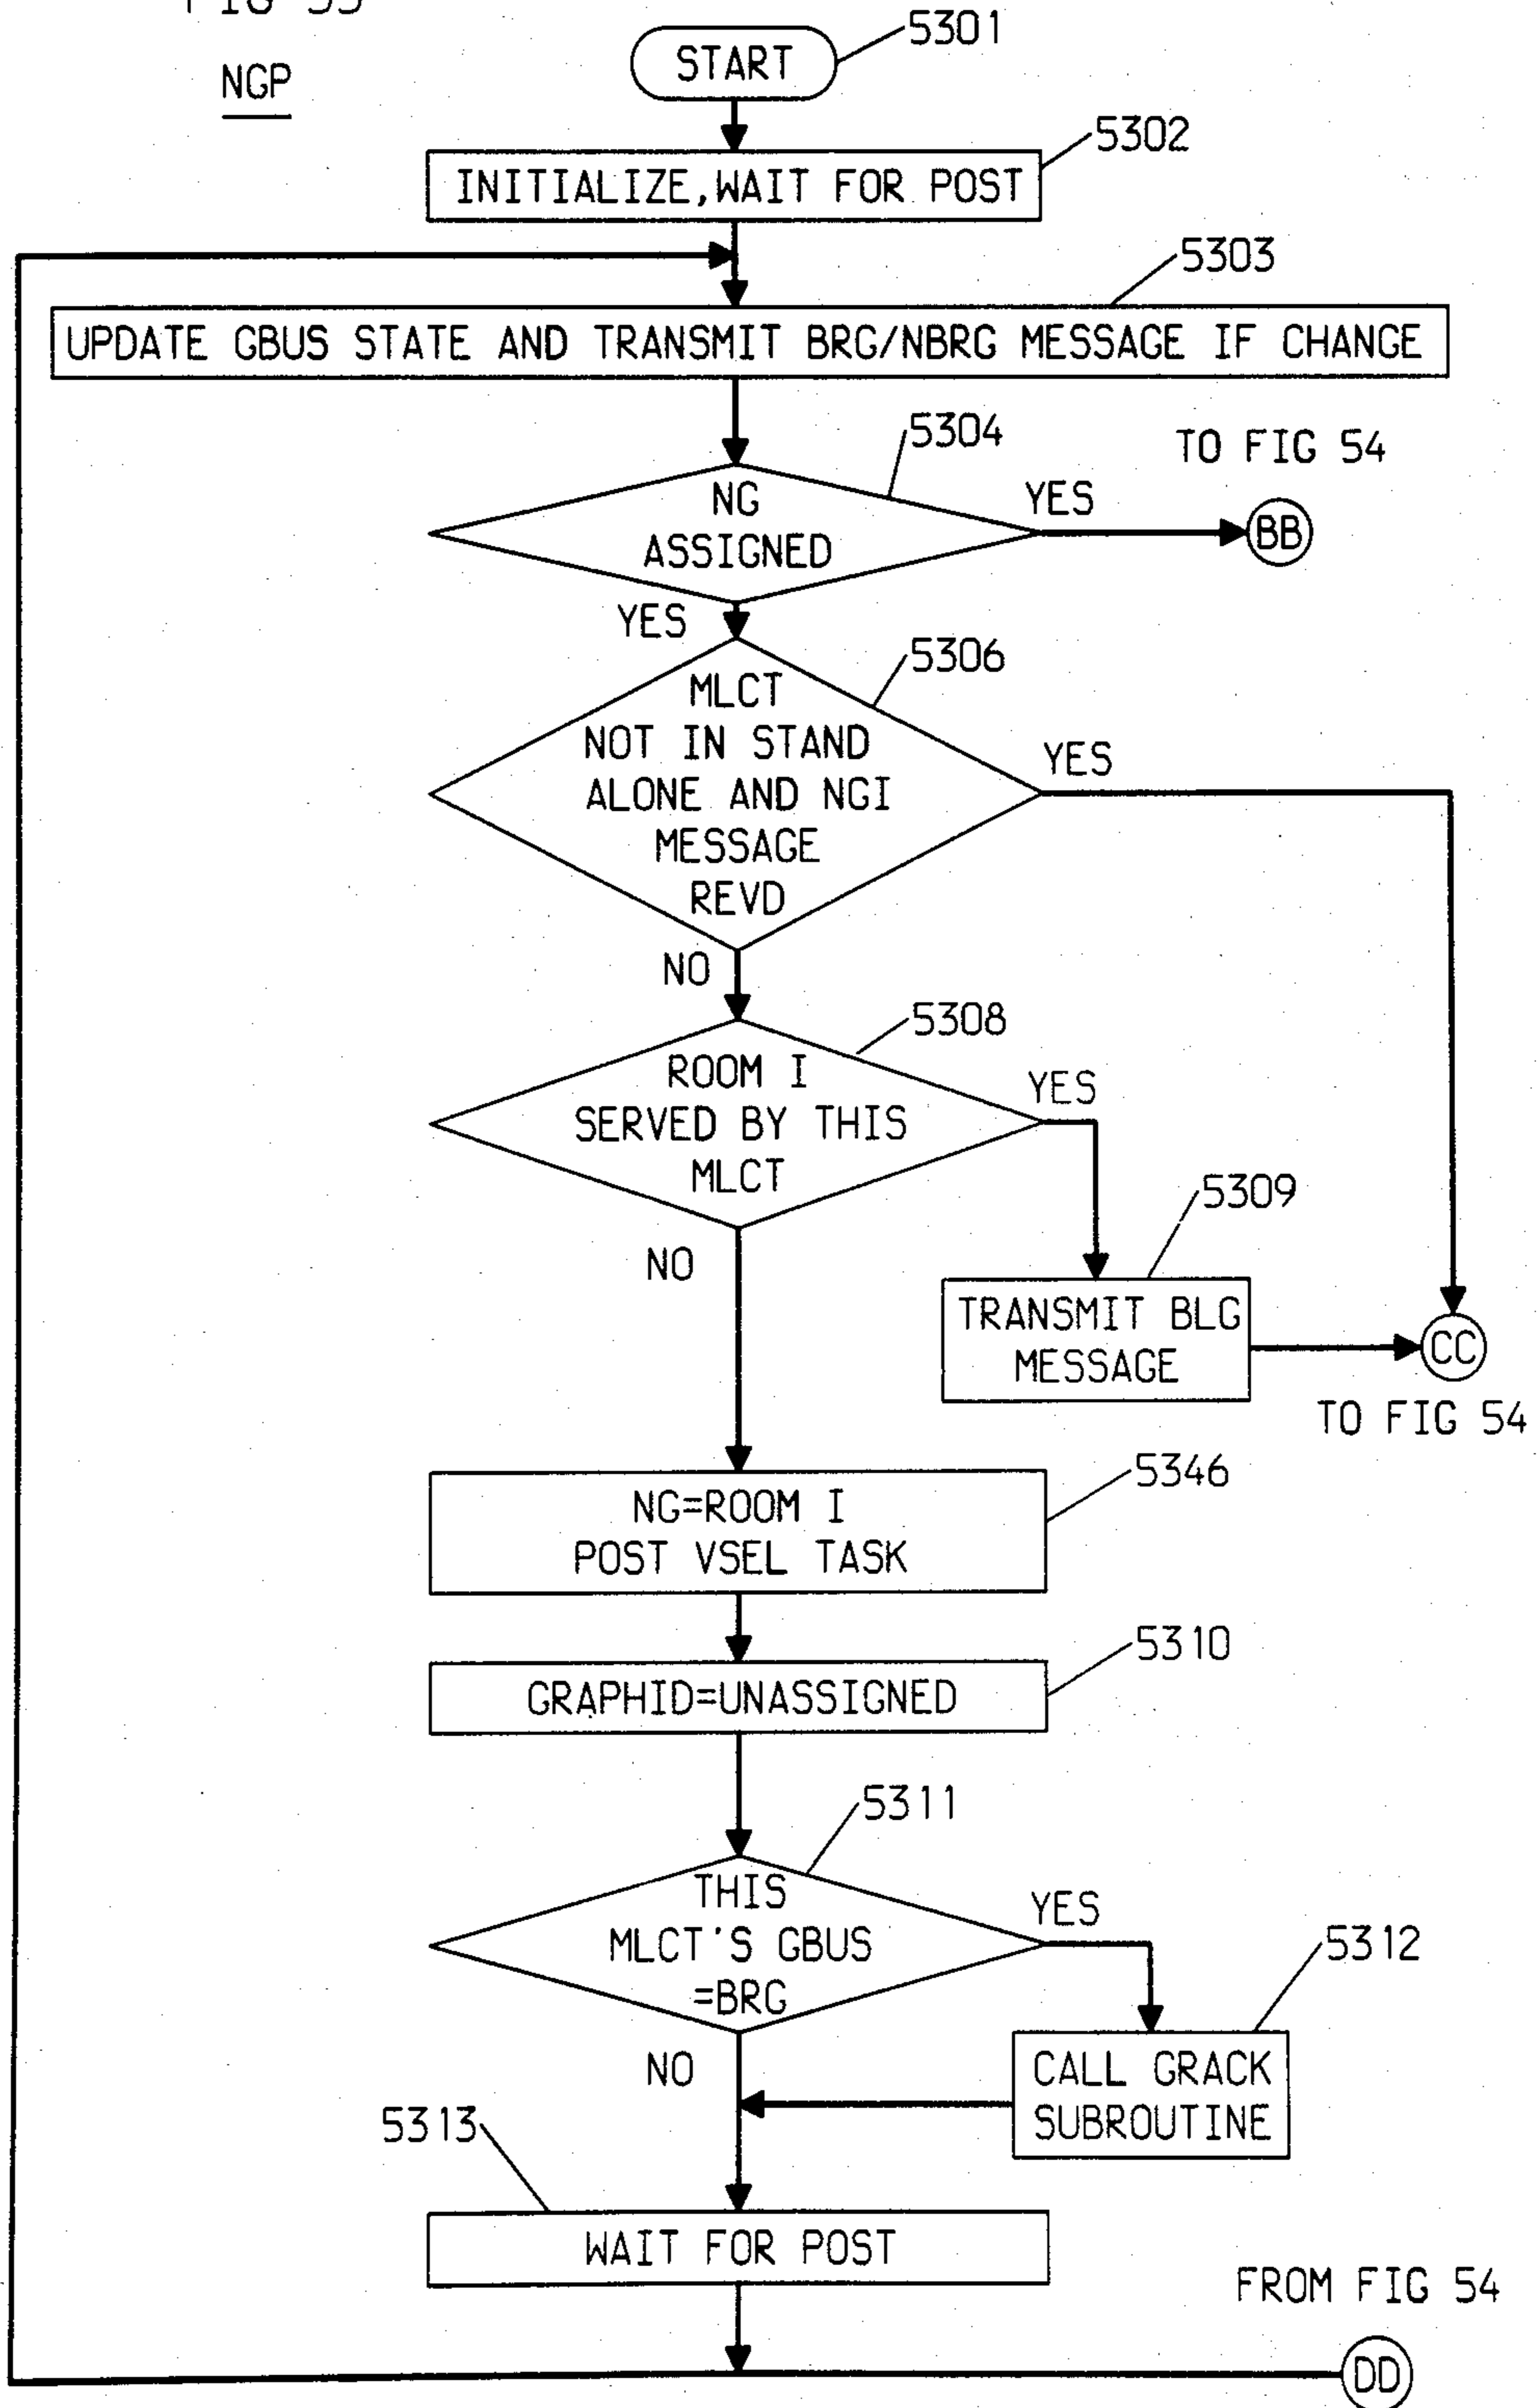 FIG 53
NGP
START
5301
INITIALIZE,WAIT FOR POST
5302
5303
UPDATE GBUS STATE AND TRANSMIT BRG/NBRG MESSAGE IF CHANGE
5304
TO FIG 54
NG
ASSIGNED
YES
BB
YES
5306
MLCT
NOT IN STAND
ALONE AND NGI
MESSAGE
REVD
YES
NO
5308
ROOM I
SERVED BY THIS
MLCT
YES
NO
5309
TRANSMIT BLG
MESSAGE
CC
TO FIG 54
5346
NG=ROOM I
POST VSEL TASK
5310
GRAPHID=UNASSIGNED
5311
THIS
MLCT'S GBUS
=BRG
YES
5312
NO
CALL GRACK
SUBROUTINE
5313
WAIT FOR POST
FROM FIG 54
DD